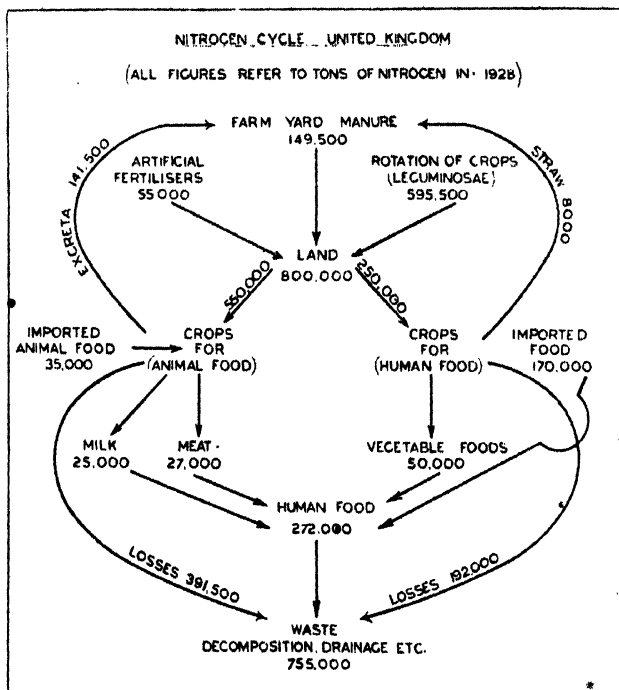 NITROGEN CYCLE UNITED KINGDOM
(ALL FIGURES REFER TO TONS OF NITROGEN IN 1928)
FARM YARD MANURE
149.500
EXCRETA 141.500
STRAW 8000
ARTIFICIAL
FERTILISERS
55000
ROTATION OF CROPS
(LEGUMINOSAE)
595,500
LAND
800,000
550,000
250,000
IMPORTED
ANIMAL FOOD
35,000
CROPS
FOR
(ANIMAL FOOD)
CROPS
FOR
(HUMAN FOOD)
IMPORTED
FOOD
170.000
MILK
25.000
MEAT
27,000
VEGETABLE FOODS
50,000
HUMAN FOOD
272.000
LOSSES 391,500
LOSSES 192,000
WASTE
DECOMPOSITION, DRAINAGE ETC.
755,000
*